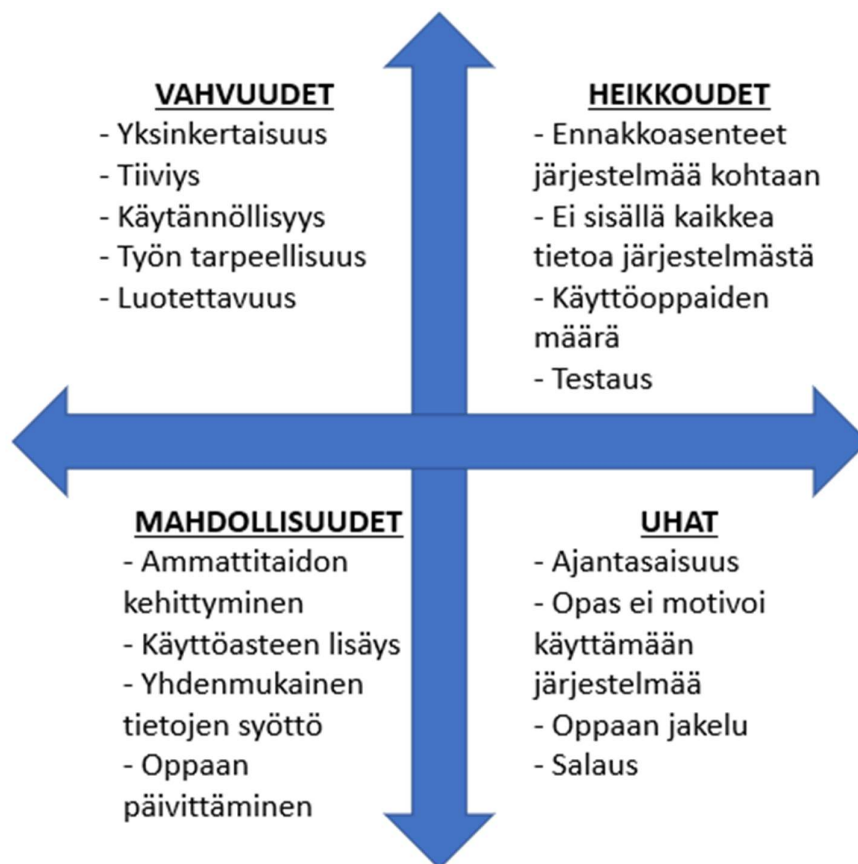 VAHVUUDET
- Yksinkertaisuus
- Tiiviys
- Käytännöllisyys
- Työn tarpeellisuus
- Luotettavuus
HEIKKOUDET
- Ennakkoasenteet
järjestelmää kohtaan
- Ei sisällä kaikkea
tietoa järjestelmästä
- Käyttöoppaiden
määrä
- Testaus
MAHDOLLISUUDET
- Ammattitaidon
kehittyminen
- Käyttöasteen lisäys
- Yhdenmukainen
tietojen syöttö
- Oppaan
päivittäminen
UHAT
- Ajantasaisuus
- Opas ei motivoi
käyttämään
järjestelmää
- Oppaan jakelu
- Salaus